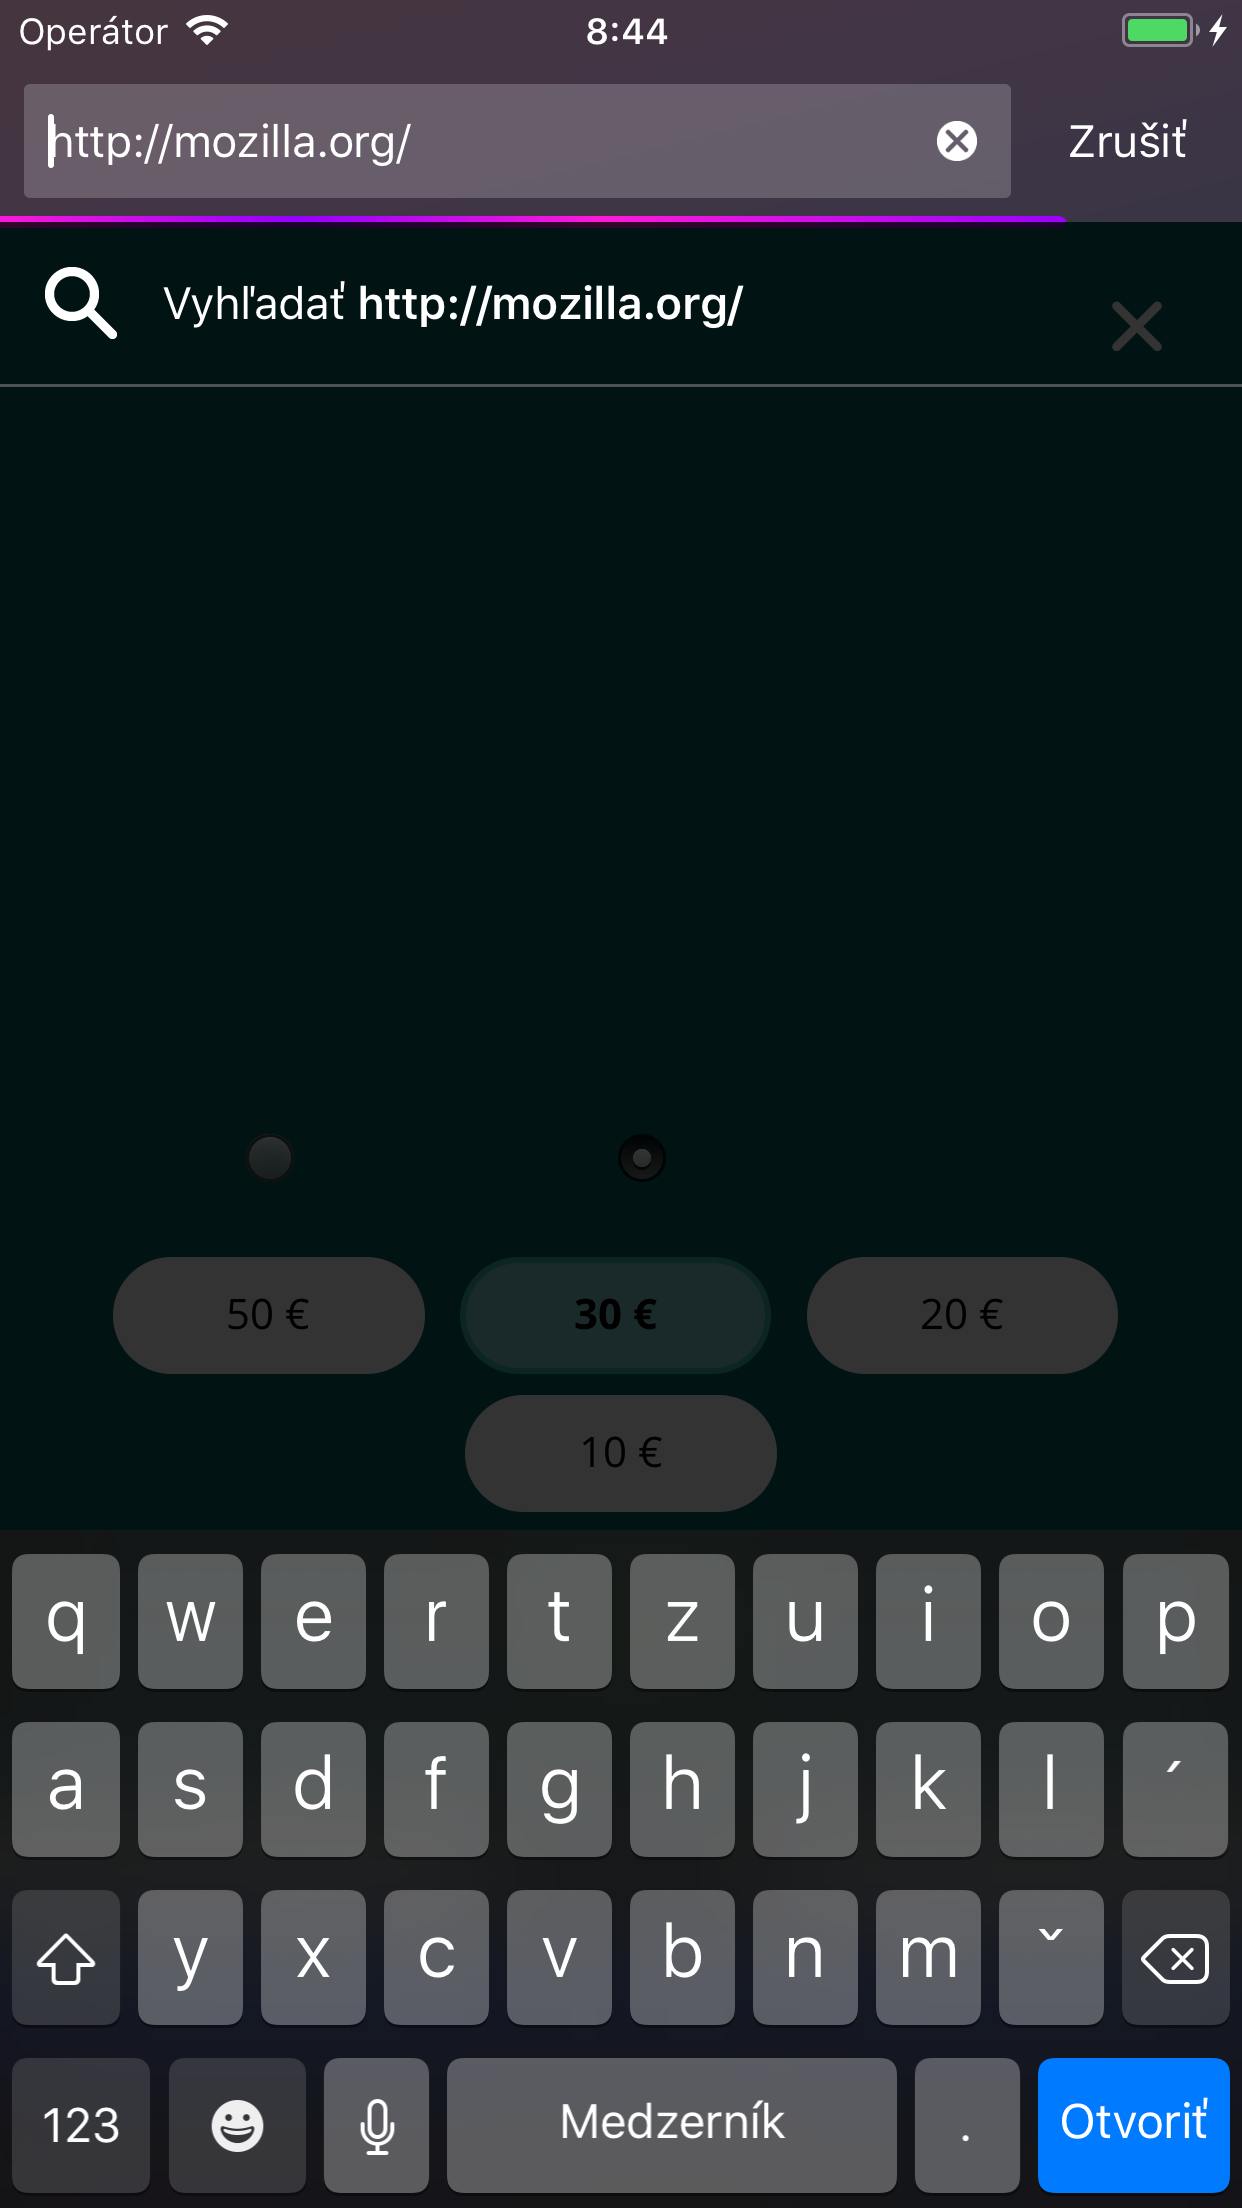 Operátor 8:44
http://mozilla.org/ Zrušiť
Vyhľadať http://mozilla.org/
50 € 30 € 20 €
10 €
q w e r t z u i o p
a s d f g h j k l ´
y x c v b n m ˇ
123 Medzerník . Otvoriť